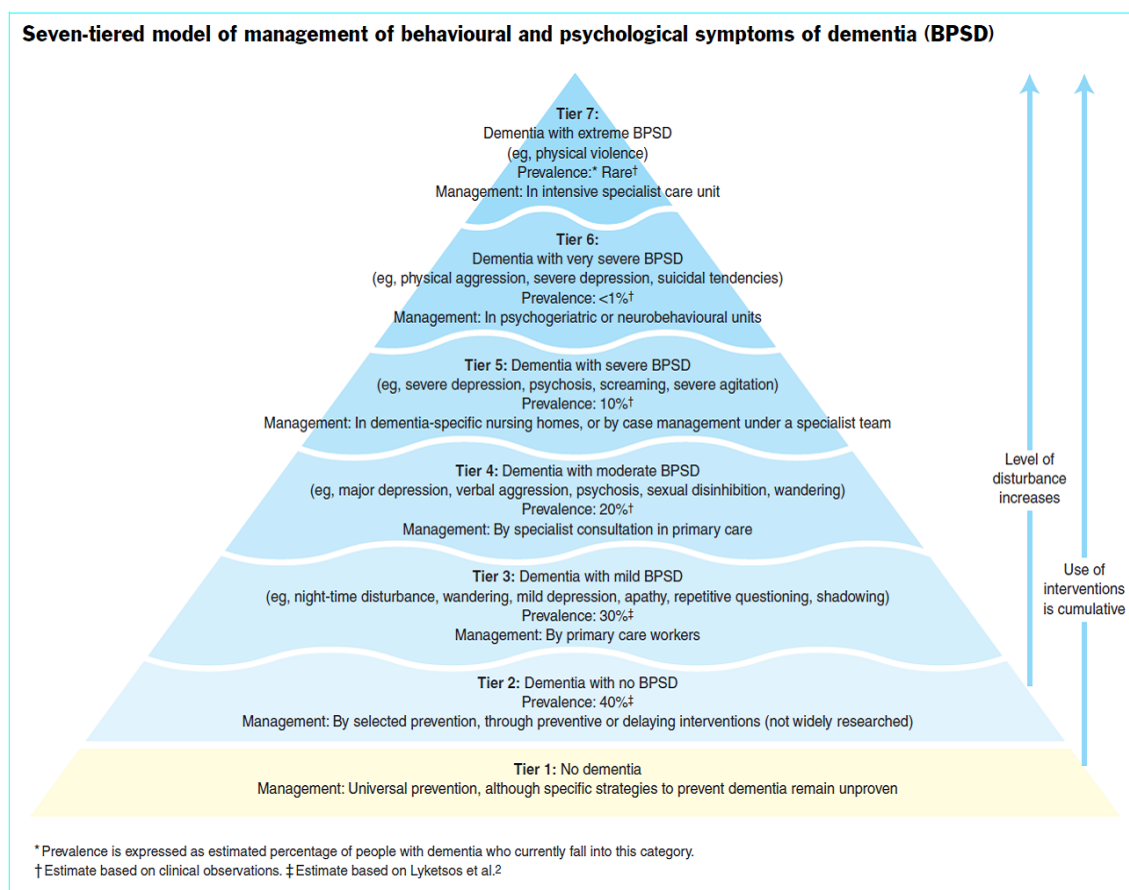 Seven-tiered model of management of behavioural and psychological symptoms of dementia (BPSD)
Tier 7:
Dementia with extreme BPSD
(eg, physical violence)
Prevalence:* Rare†
Management: In intensive specialist care unit
Tier 6:
Dementia with very severe BPSD
(eg, physical aggression, severe depression, suicidal tendencies)
Prevalence: <1%†
Management: In psychogeriatric or neurobehavioural units
Tier 5: Dementia with severe BPSD
(eg, severe depression, psychosis, screaming, severe agitation)
Prevalence: 10%†
Management: In dementia-specific nursing homes, or by case management under a specialist team
Tier 4: Dementia with moderate BPSD
(eg, major depression, verbal aggression, psychosis, sexual disinhibition, wandering)
Prevalence: 20%†
Management: By specialist consultation in primary care
Tier 3: Dementia with mild BPSD
(eg, night-time disturbance, wandering, mild depression, apathy, repetitive questioning, shadowing)
Prevalence: 30%‡
Management: By primary care workers
Tier 2: Dementia with no BPSD
Prevalence: 40%‡
Management: By selected prevention, through preventive or delaying interventions (not widely researched)
Tier 1: No dementia
Management: Universal prevention, although specific strategies to prevent dementia remain unproven
Level of
disturbance
increases
Use of
interventions
is cumulative
*Prevalence is expressed as estimated percentage of people with dementia who currently fall into this category.
†Estimate based on clinical observations. ‡Estimate based on Lyketsos et al.2